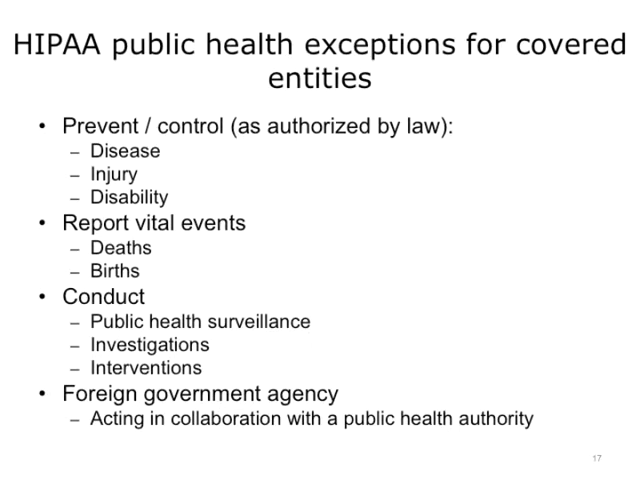 HIPAA public health exceptions for covered
entities
• Prevent / control (as authorized by law):
– Disease
– Injury
– Disability
• Report vital events
– Deaths
– Births
• Conduct
– Public health surveillance
– Investigations
– Interventions
• Foreign government agency
– Acting in collaboration with a public health authority
17